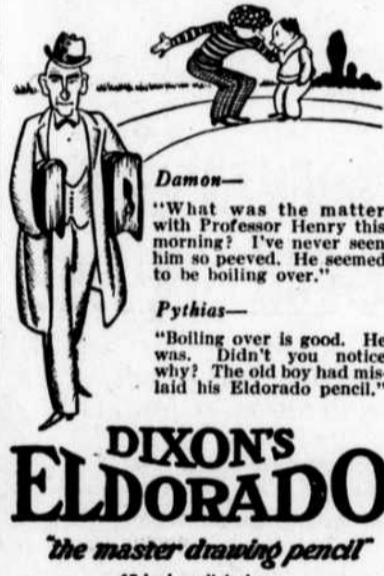 Damon—
"What was the matter
with Professor Henry this
morning? I've never seen
him so peeved. He seemed
to be boiling over."
Pythias—
"Boiling over is good. He
was. Didn't you notice
why? The old boy had mis-
laid his Eldorado pencil."
DIXON'S
ELDORADO
"the master drawing pencil"